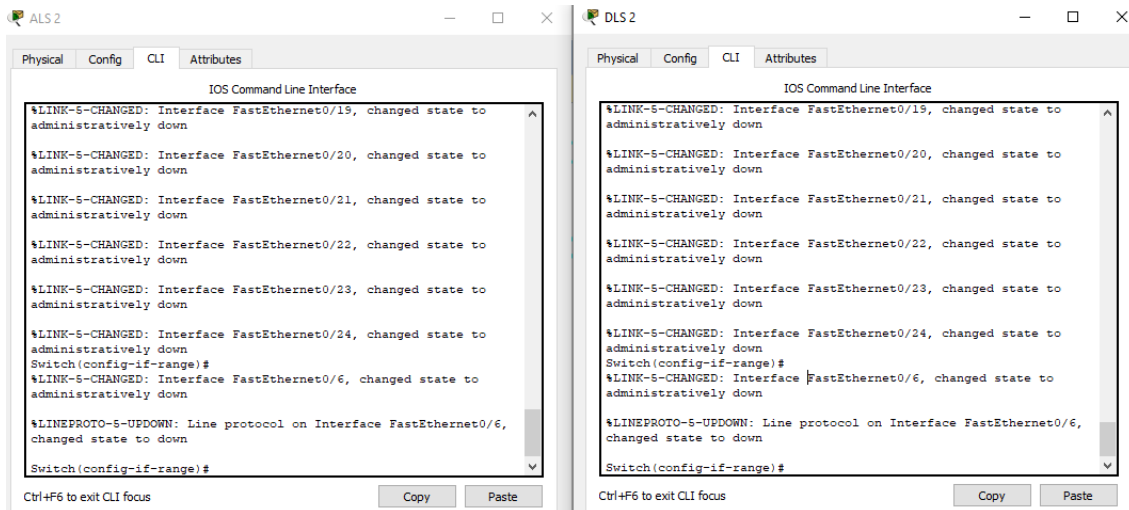 ALS 2
Physical Config CLI Attributes
IOS Command Line Interface
%LINK-5-CHANGED: Interface FastEthernet0/19, changed state to
administratively down
%LINK-5-CHANGED: Interface FastEthernet0/20, changed state to
administratively down
%LINK-5-CHANGED: Interface FastEthernet0/21, changed state to
administratively down
%LINK-5-CHANGED: Interface FastEthernet0/22, changed state to
administratively down
%LINK-5-CHANGED: Interface FastEthernet0/23, changed state to
administratively down
%LINK-5-CHANGED: Interface FastEthernet0/24, changed state to
administratively down
Switch(config-if-range)#
%LINK-5-CHANGED: Interface FastEthernet0/6, changed state to
administratively down
%LINEPROTO-5-UPDOWN: Line protocol on Interface FastEthernet0/6,
changed state to down
Switch(config-if-range)#
Ctrl+F6 to exit CLI focus
Copy Paste
DLS 2
Physical Config CLI Attributes
IOS Command Line Interface
%LINK-5-CHANGED: Interface FastEthernet0/19, changed state to
administratively down
%LINK-5-CHANGED: Interface FastEthernet0/20, changed state to
administratively down
%LINK-5-CHANGED: Interface FastEthernet0/21, changed state to
administratively down
%LINK-5-CHANGED: Interface FastEthernet0/22, changed state to
administratively down
%LINK-5-CHANGED: Interface FastEthernet0/23, changed state to
administratively down
%LINK-5-CHANGED: Interface FastEthernet0/24, changed state to
administratively down
Switch(config-if-range)#
%LINK-5-CHANGED: Interface FastEthernet0/6, changed state to
administratively down
%LINEPROTO-5-UPDOWN: Line protocol on Interface FastEthernet0/6,
changed state to down
Switch(config-if-range)#
Ctrl+F6 to exit CLI focus
Copy Paste